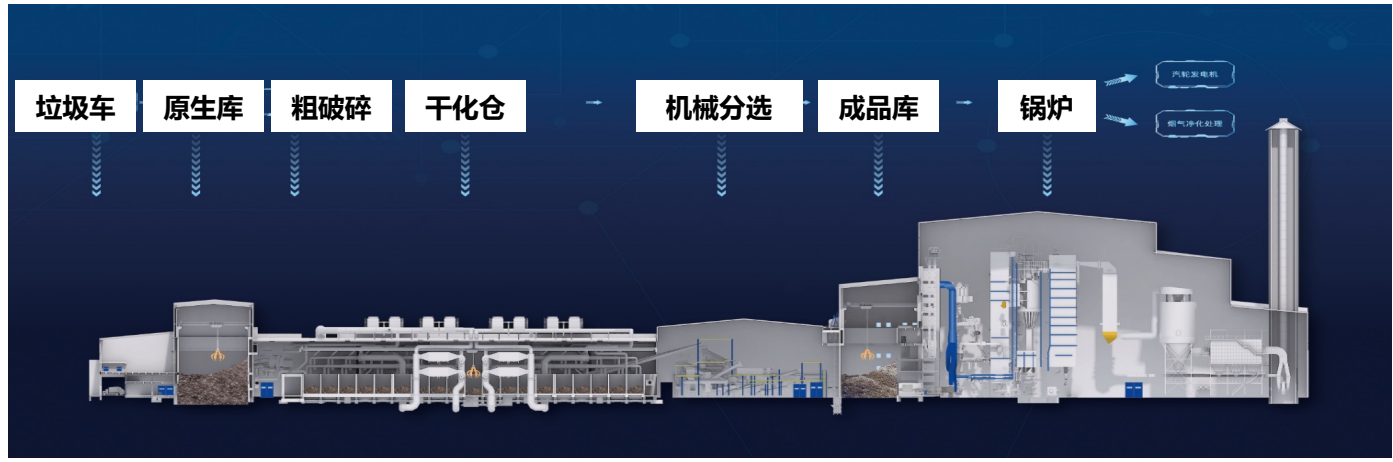 垃圾车
原生库
粗破碎
干化仓
机械分选
成品库
锅炉
汽轮发电机
烟气净化处理